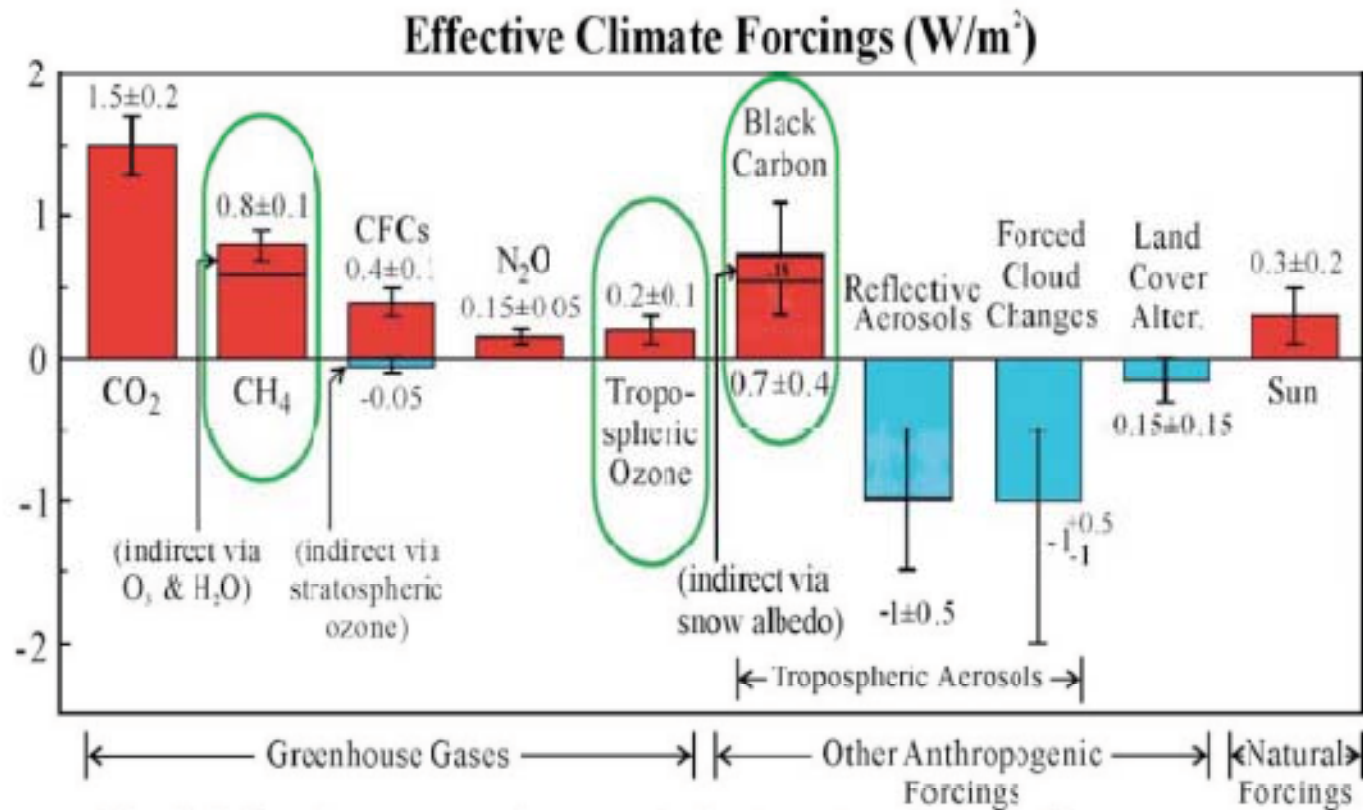 Effective Climate Forcings (W/m²)
2
1
0
-1
-2
1.5±0.2
CO₂
0.8±0.1
CH₄
(indirect via
O₃ & H₂O)
CFCs
-0.05
(indirect via
stratospheric
ozone)
N₂O
0.15±0.05
0.2±0.1
Tropo-
spheric
Ozone
Black
Carbon
0.7±0.4
(indirect via
snow albedo)
Reflective
Aerosols
-1±0.5
Forced
Cloud
Changes
-1
+0.5
-1
Tropospheric Aerosols
Land
Cover
Alter.
0.15±0.15
0.3±0.2
Sun
Greenhouse Gases
Other Anthropogenic
Forcings
Natural
Forcings